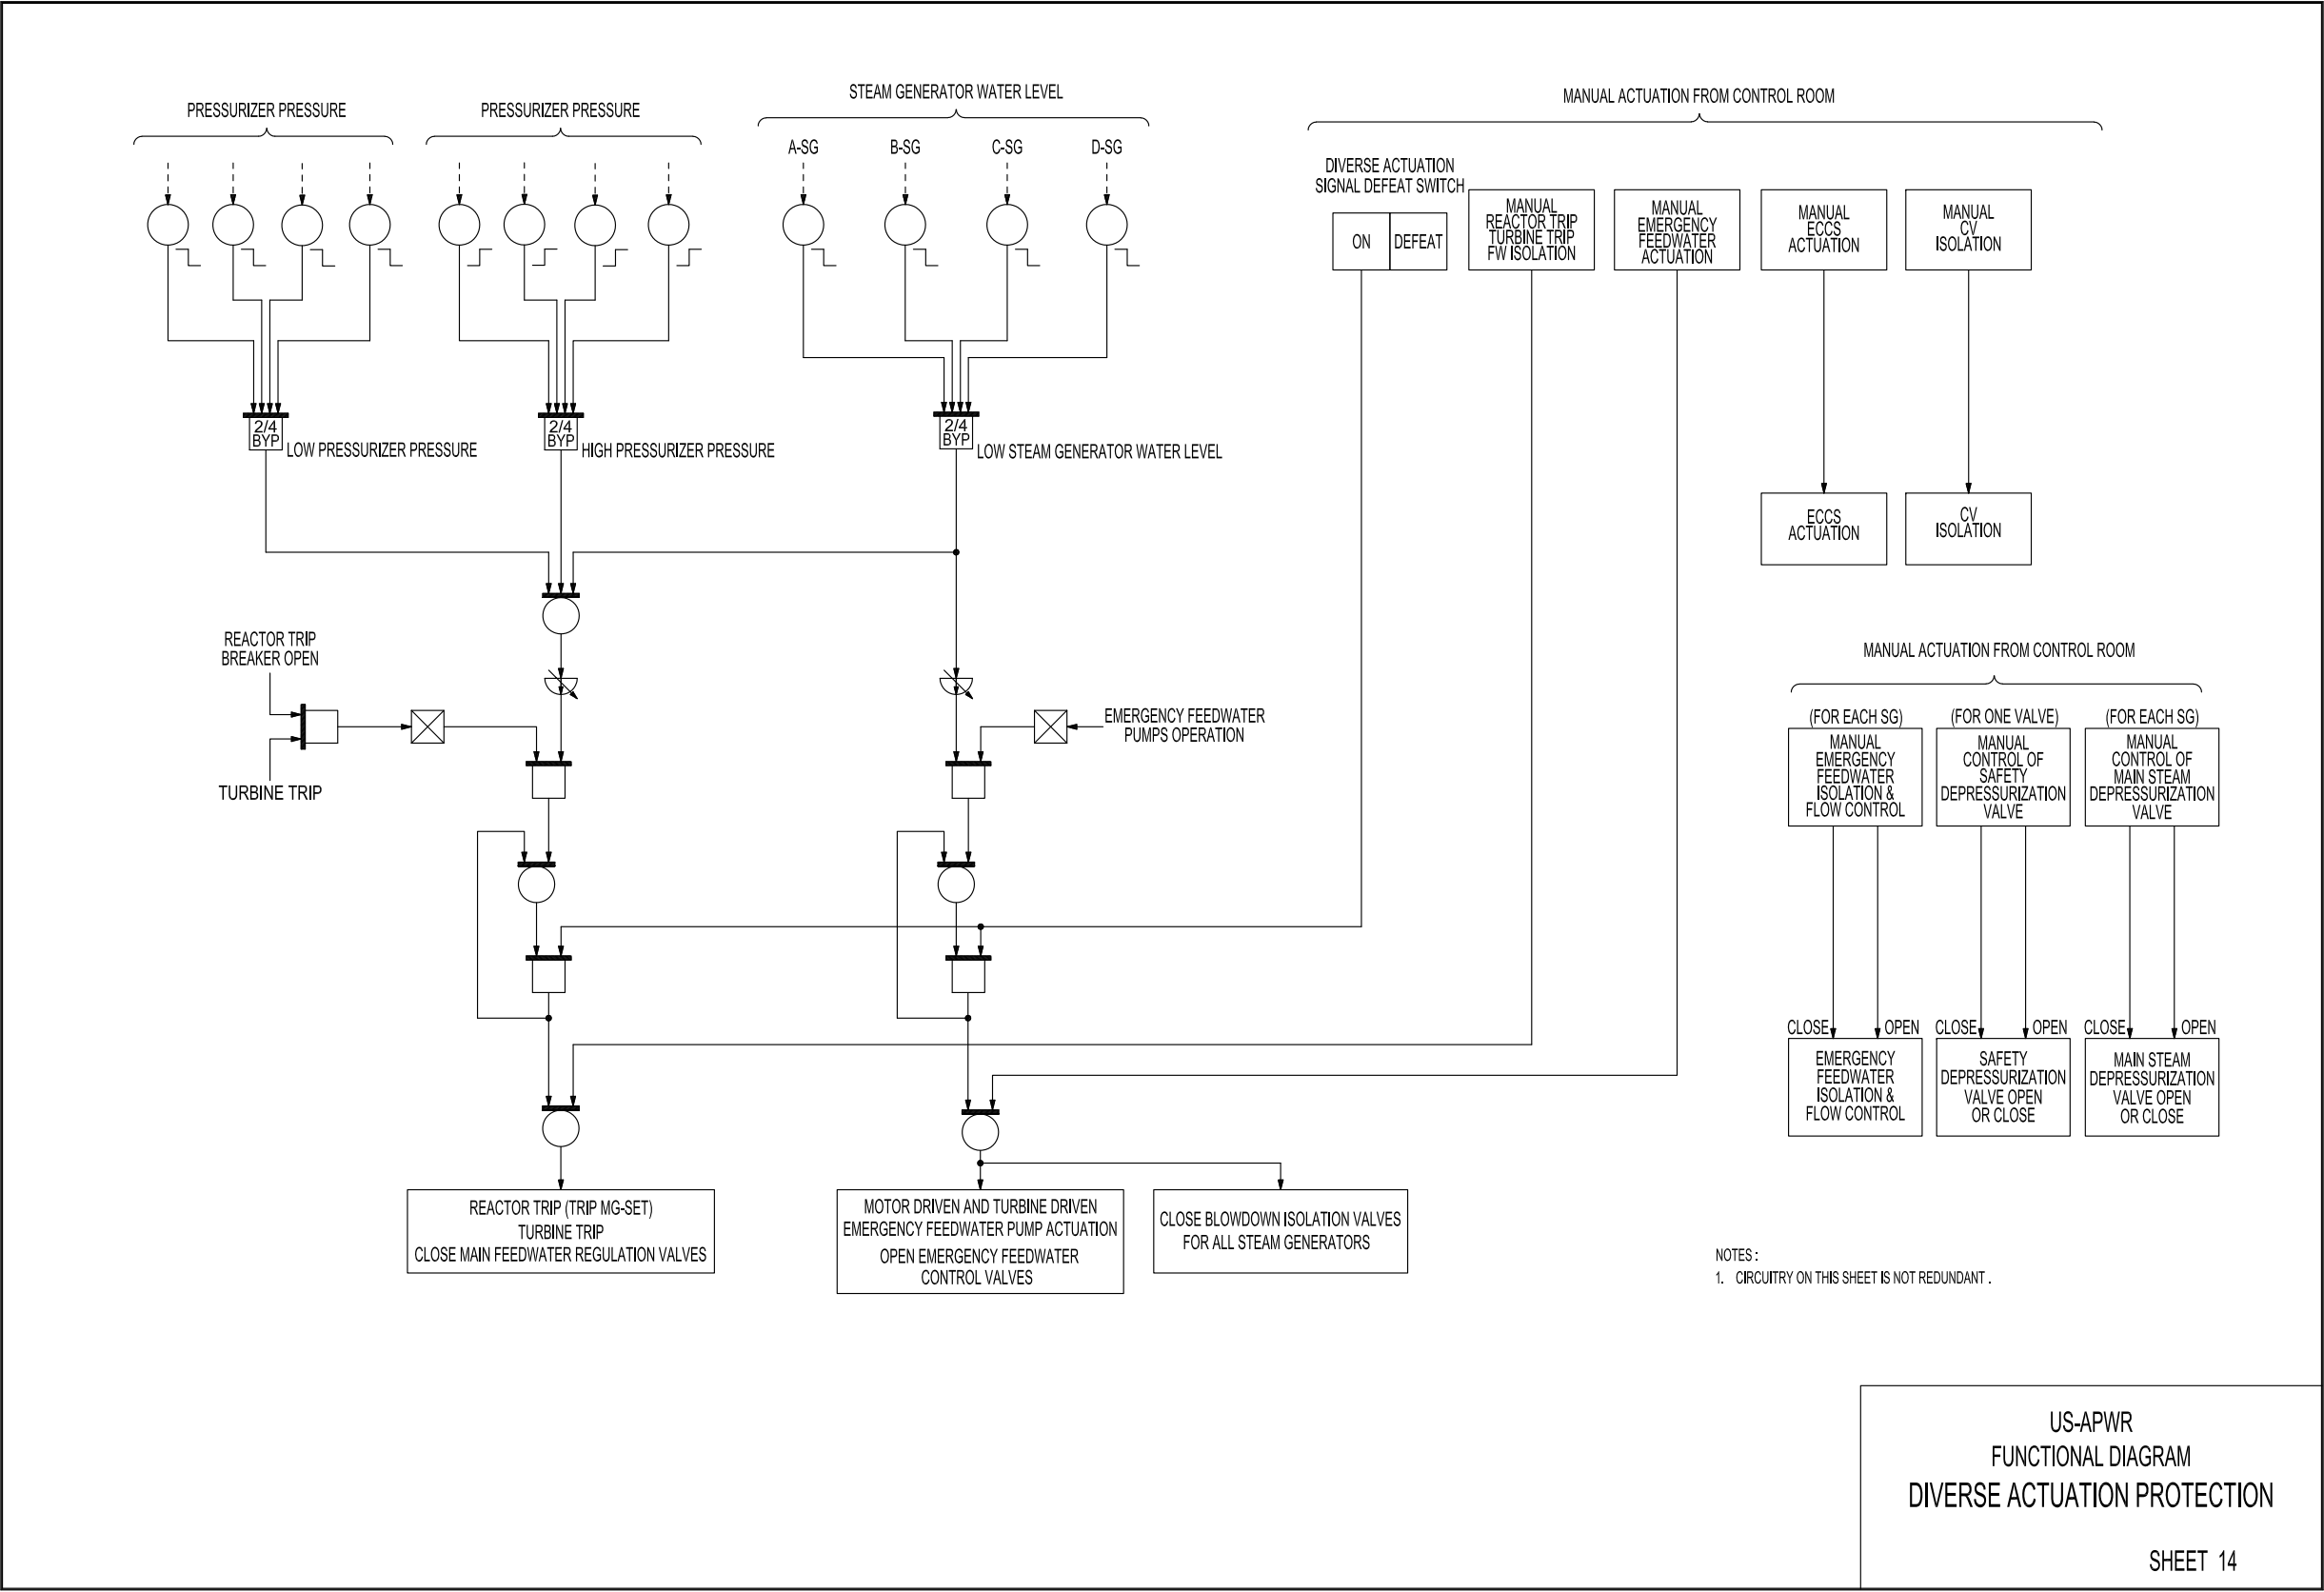 PRESSURIZER PRESSURE
PRESSURIZER PRESSURE
STEAM GENERATOR WATER LEVEL
A-SG
B-SG
C-SG
D-SG
MANUAL ACTUATION FROM CONTROL ROOM
DIVERSE ACTUATION
SIGNAL DEFEAT SWITCH
ON
DEFEAT
MANUAL
REACTOR TRIP
TURBINE TRIP
FW ISOLATION
MANUAL
EMERGENCY
FEEDWATER
ACTUATION
MANUAL
ECCS
ACTUATION
MANUAL
CV
ISOLATION
2/4
BYP
LOW PRESSURIZER PRESSURE
2/4
BYP
HIGH PRESSURIZER PRESSURE
2/4
BYP
LOW STEAM GENERATOR WATER LEVEL
ECCS
ACTUATION
CV
ISOLATION
REACTOR TRIP
BREAKER OPEN
TURBINE TRIP
EMERGENCY FEEDWATER
PUMPS OPERATION
MANUAL ACTUATION FROM CONTROL ROOM
(FOR EACH SG)
MANUAL
EMERGENCY
FEEDWATER
ISOLATION &
FLOW CONTROL
(FOR ONE VALVE)
MANUAL
CONTROL OF
SAFETY
DEPRESSURIZATION
VALVE
(FOR EACH SG)
MANUAL
CONTROL OF
MAIN STEAM
DEPRESSURIZATION
VALVE
CLOSE
OPEN
CLOSE
OPEN
CLOSE
OPEN
EMERGENCY
FEEDWATER
ISOLATION &
FLOW CONTROL
SAFETY
DEPRESSURIZATION
VALVE OPEN
OR CLOSE
MAIN STEAM
DEPRESSURIZATION
VALVE OPEN
OR CLOSE
REACTOR TRIP (TRIP MG-SET)
TURBINE TRIP
CLOSE MAIN FEEDWATER REGULATION VALVES
MOTOR DRIVEN AND TURBINE DRIVEN
EMERGENCY FEEDWATER PUMP ACTUATION
OPEN EMERGENCY FEEDWATER
CONTROL VALVES
CLOSE BLOWDOWN ISOLATION VALVES
FOR ALL STEAM GENERATORS
NOTES :
1. CIRCUITRY ON THIS SHEET IS NOT REDUNDANT .
US-APWR
FUNCTIONAL DIAGRAM
DIVERSE ACTUATION PROTECTION
SHEET 14